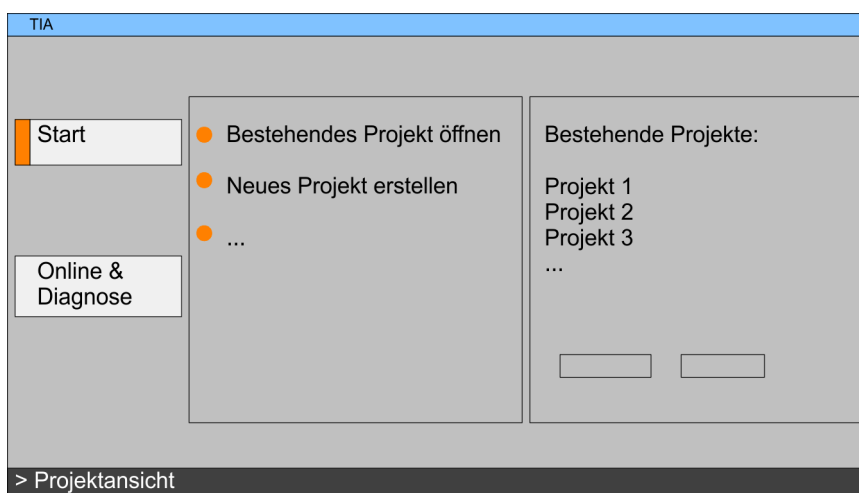 TIA
Start
Online &
Diagnose
Bestehendes Projekt öffnen
Neues Projekt erstellen
...
Bestehende Projekte:
Projekt 1
Projekt 2
Projekt 3
...
> Projektansicht